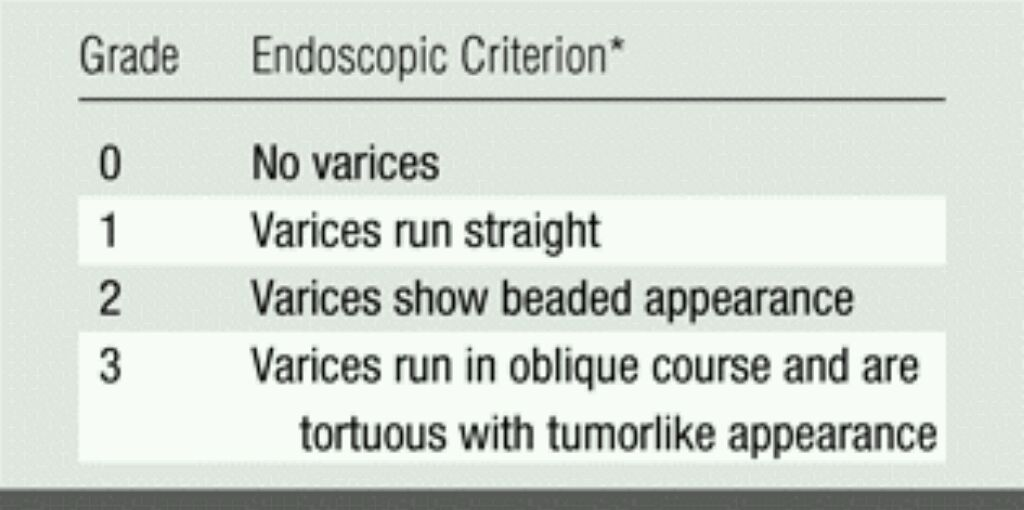 Grade Endoscopic Criterion*
0 No varices
1 Varices run straight
2 Varices show beaded appearance
3 Varices run in oblique course and are
tortuous with tumorlike appearance